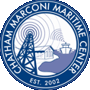 CHATHAM MARCONI MARITIME CENTER
EST. 2002